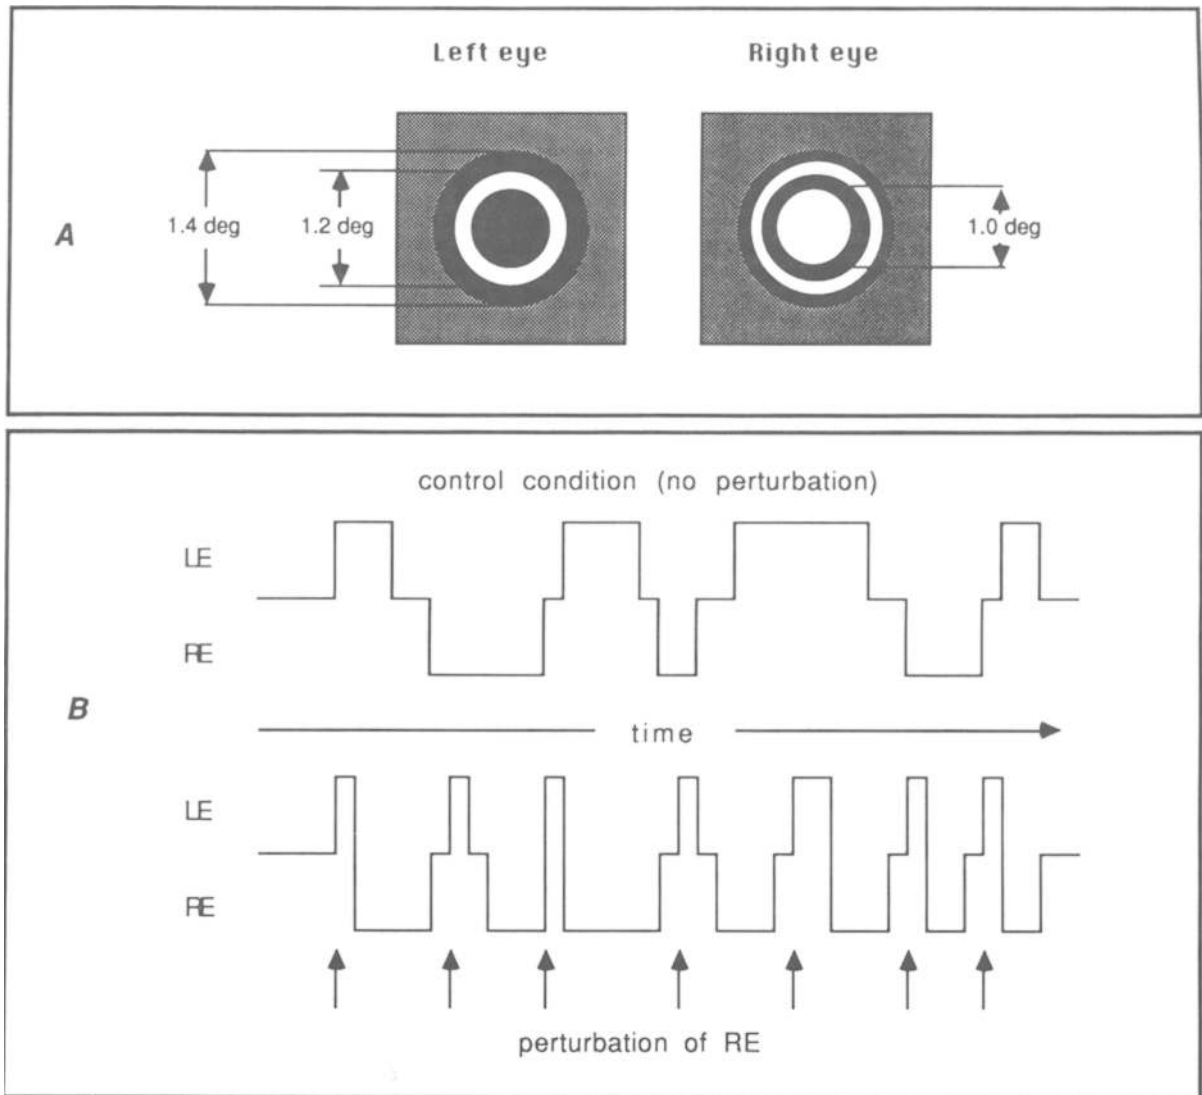 Left eye
Right eye
A
1.4 deg
1.2 deg
1.0 deg
control condition (no perturbation)
LE
RE
B
time
LE
RE
perturbation of RE